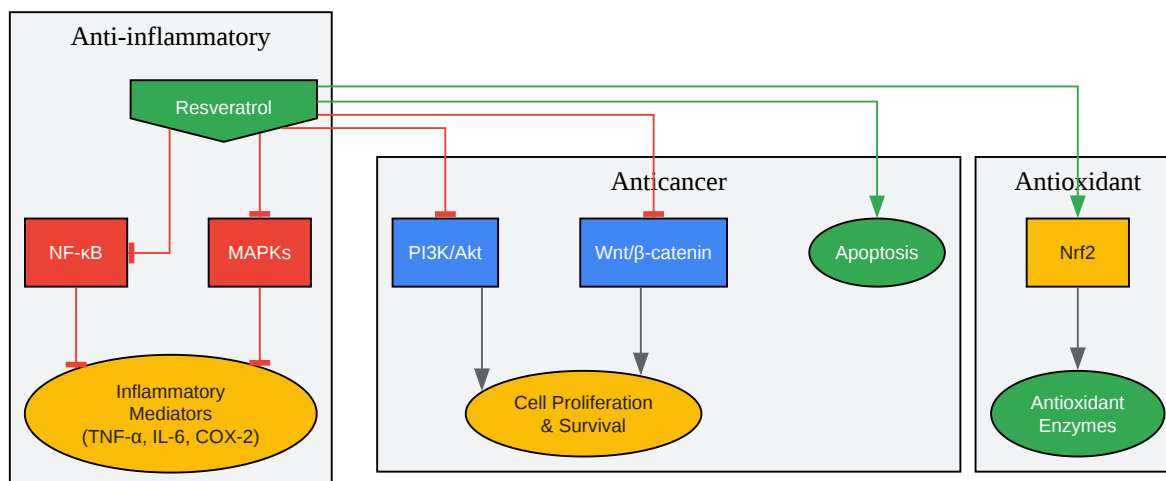 Anti-inflammatory
Resveratrol
NF-κB
MAPKs
Inflammatory
Mediators
(TNF-α, IL-6, COX-2)
Anticancer
PI3K/Akt
Wnt/β-catenin
Apoptosis
Cell Proliferation
& Survival
Antioxidant
Nrf2
Antioxidant
Enzymes